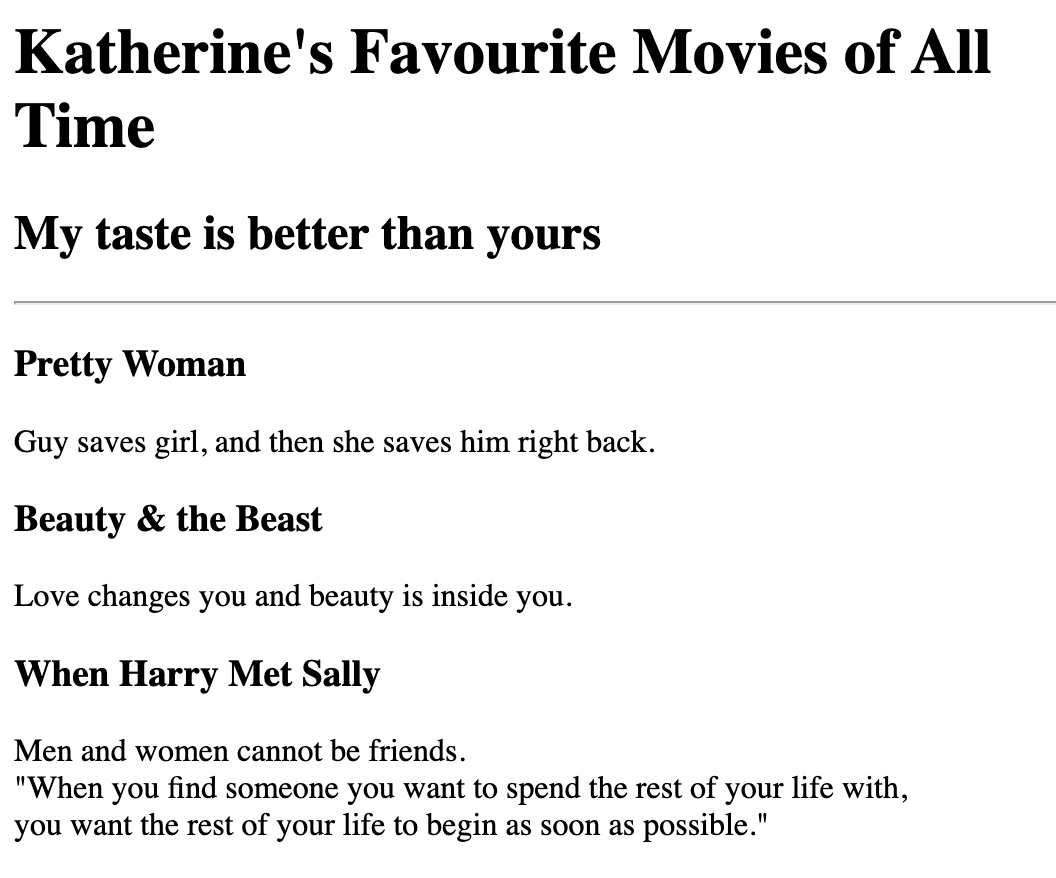 Katherine's Favourite Movies of All
Time
My taste is better than yours
Pretty Woman
Guy saves girl, and then she saves him right back.
Beauty & the Beast
Love changes you and beauty is inside you.
When Harry Met Sally
Men and women cannot be friends.
"When you find someone you want to spend the rest of your life with,
you want the rest of your life to begin as soon as possible."